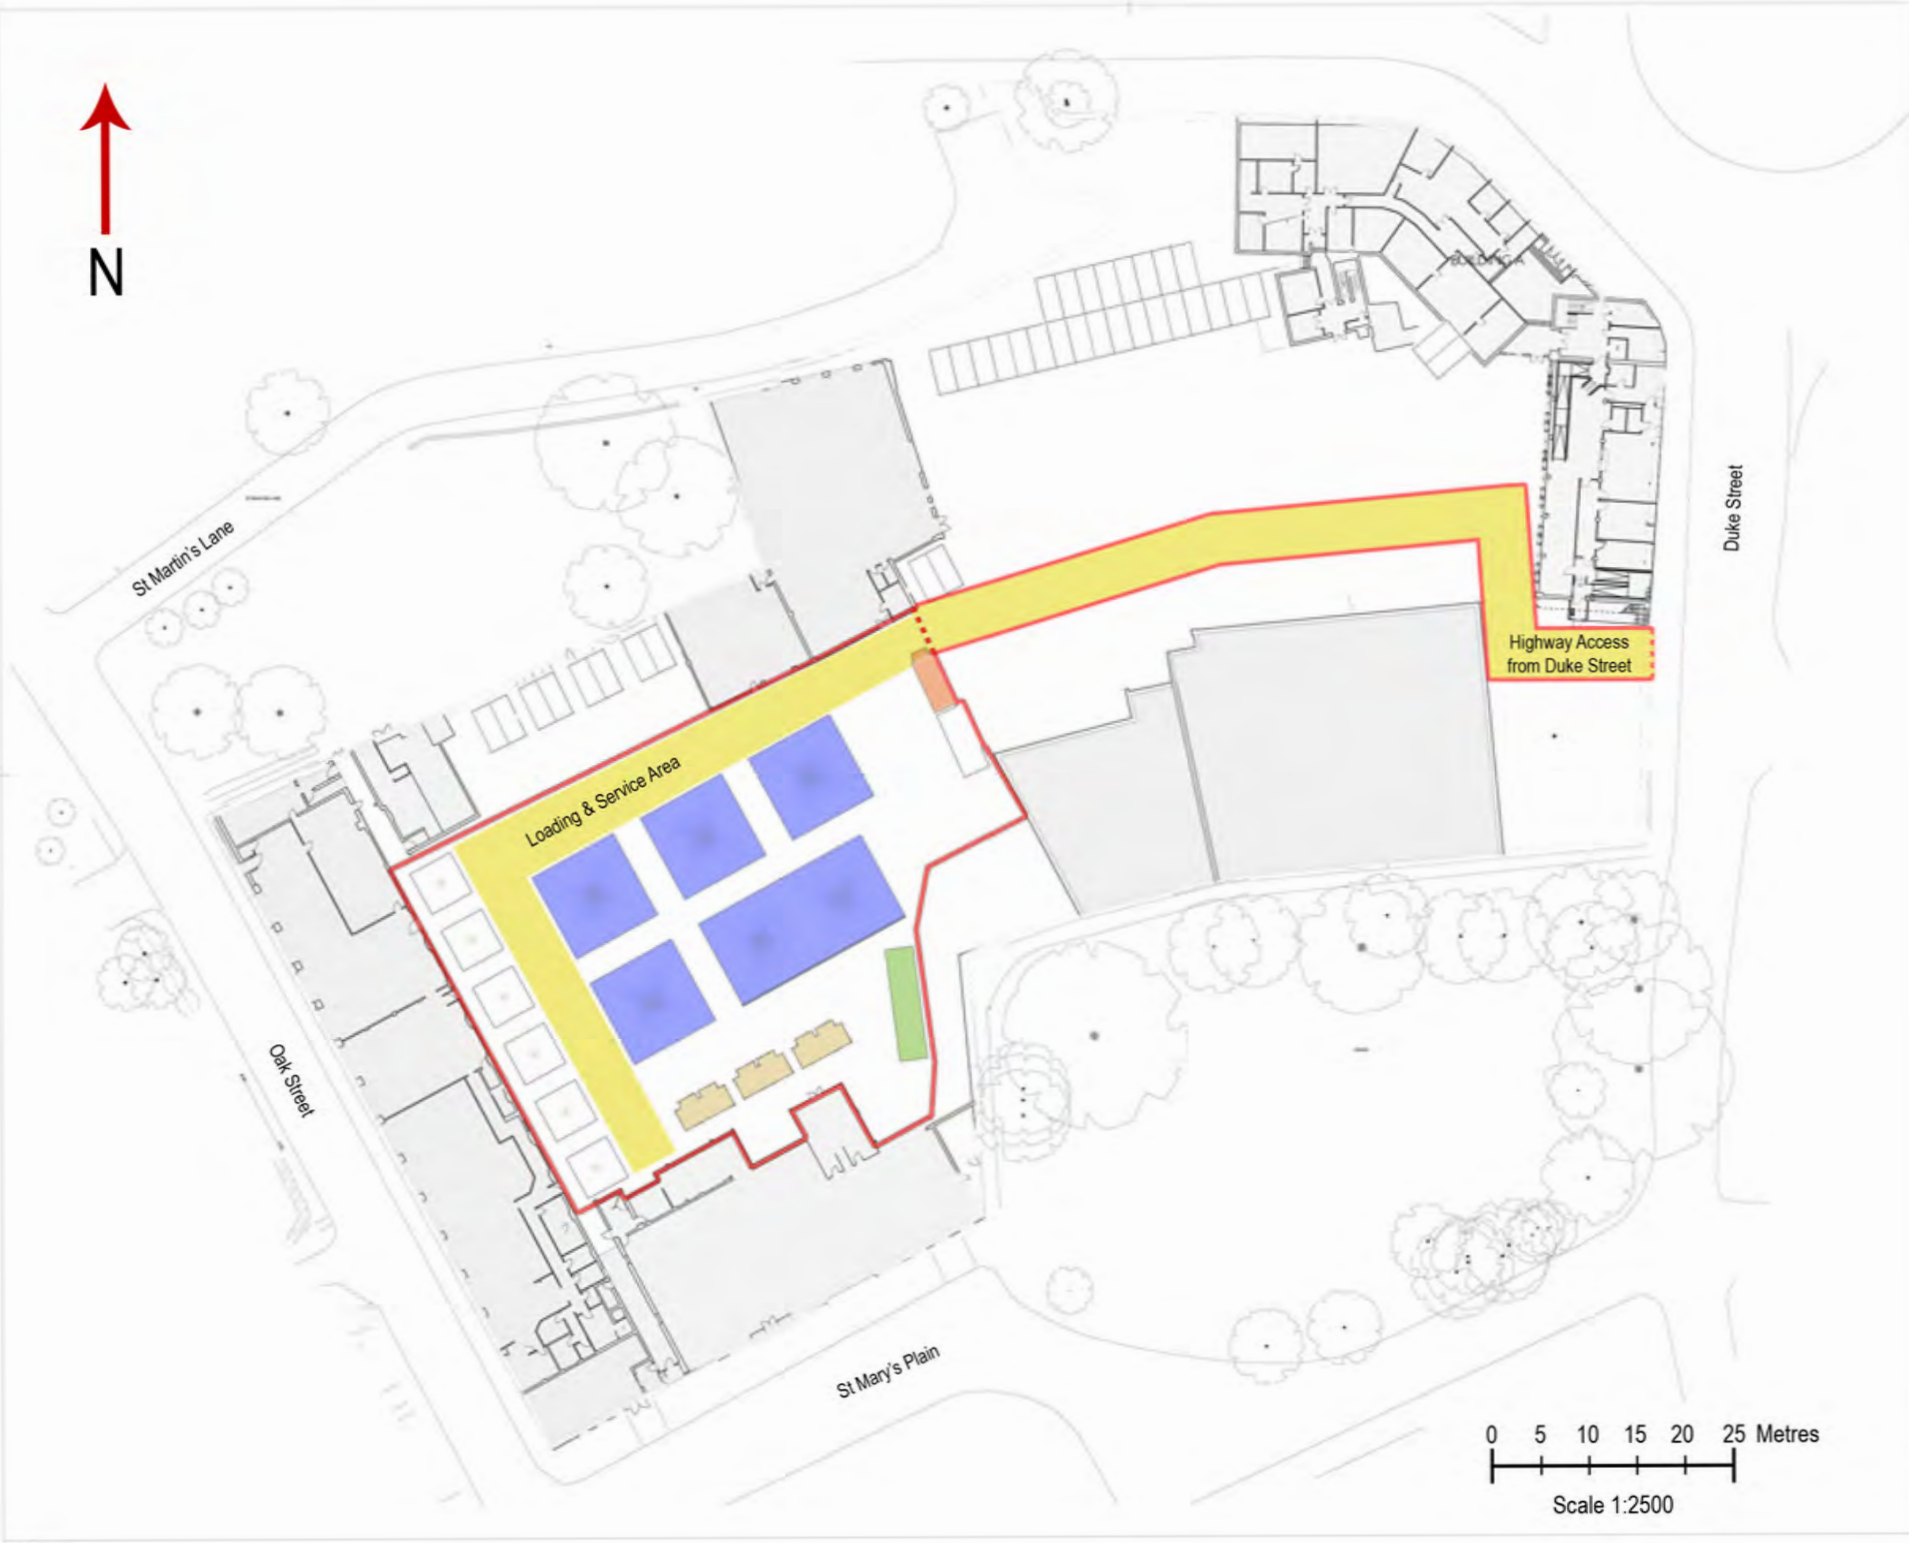 N
BUILDING A
St Martin's Lane
Duke Street
Highway Access
from Duke Street
Loading & Service Area
Oak Street
St Mary's Plain
0 5 10 15 20 25 Metres
Scale 1:2500